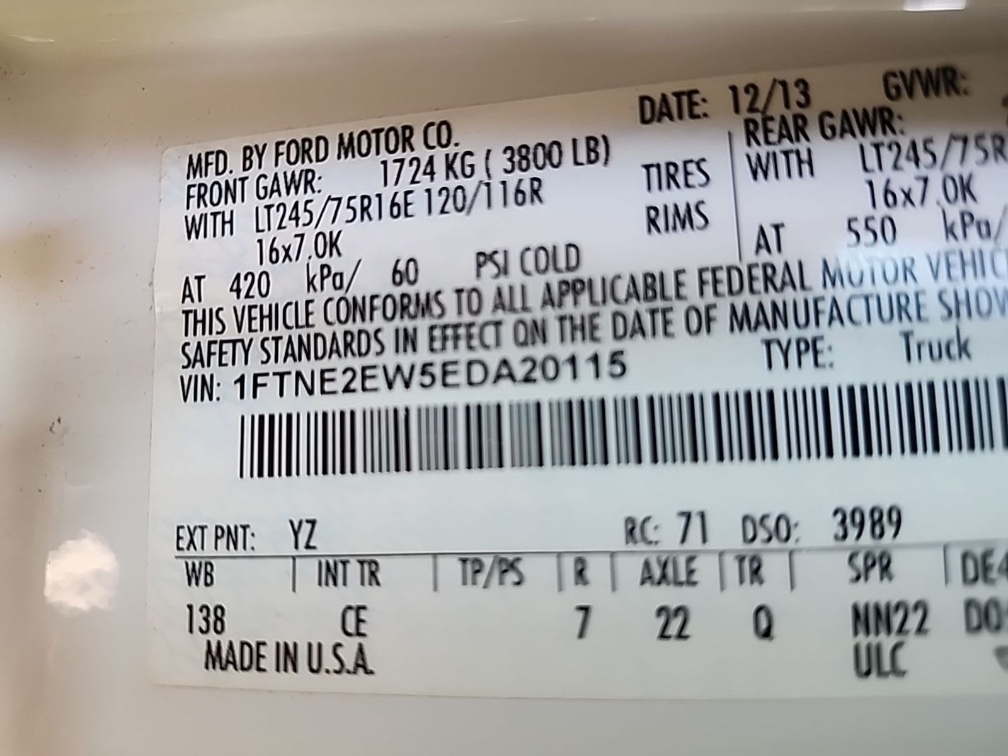 DATE: 12/13 GVWR:
MFD. BY FORD MOTOR CO.
FRONT GAWR: 1724 KG ( 3800 LB) REAR GAWR:
WITH LT245/75R16E 120/116R TIRES WITH LT245/75R
16x7.0K RIMS 16x7.0K
AT 420 kPa/ 60 PSI COLD AT 550 kPa/
THIS VEHICLE CONFORMS TO ALL APPLICABLE FEDERAL MOTOR VEHIC
SAFETY STANDARDS IN EFFECT ON THE DATE OF MANUFACTURE SHOW
VIN: 1FTNE2EW5EDA20115 TYPE: Truck
EXT PNT: YZ RC: 71 DSO: 3989
WB INT TR TP/PS R AXLE TR SPR
138 CE 7 22 Q NN22
MADE IN U.S.A. ULC